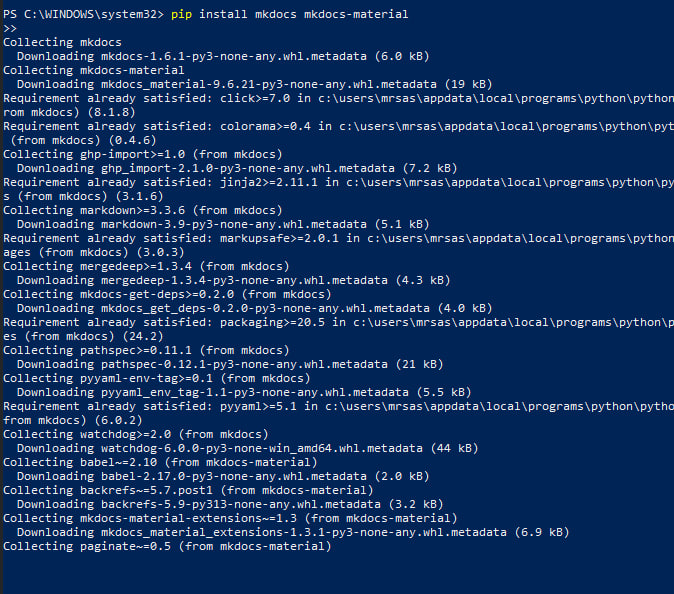 PS C:\WINDOWS\system32> pip install mkdocs mkdocs-material
>>
Collecting mkdocs
  Downloading mkdocs-1.6.1-py3-none-any.whl.metadata (6.0 kB)
Collecting mkdocs-material
  Downloading mkdocs_material-9.6.21-py3-none-any.whl.metadata (19 kB)
Requirement already satisfied: click>=7.0 in c:\users\mrsas\appdata\local\programs\python\python
rom mkdocs) (8.1.8)
Requirement already satisfied: colorama>=0.4 in c:\users\mrsas\appdata\local\programs\python\pyt
 (from mkdocs) (0.4.6)
Collecting ghp-import>=1.0 (from mkdocs)
  Downloading ghp_import-2.1.0-py3-none-any.whl.metadata (7.2 kB)
Requirement already satisfied: jinja2>=2.11.1 in c:\users\mrsas\appdata\local\programs\python\py
s (from mkdocs) (3.1.6)
Collecting markdown>=3.3.6 (from mkdocs)
  Downloading markdown-3.9-py3-none-any.whl.metadata (5.1 kB)
Requirement already satisfied: markupsafe>=2.0.1 in c:\users\mrsas\appdata\local\programs\python
ages (from mkdocs) (3.0.3)
Collecting mergedeep>=1.3.4 (from mkdocs)
  Downloading mergedeep-1.3.4-py3-none-any.whl.metadata (4.3 kB)
Collecting mkdocs-get-deps>=0.2.0 (from mkdocs)
  Downloading mkdocs_get_deps-0.2.0-py3-none-any.whl.metadata (4.0 kB)
Requirement already satisfied: packaging>=20.5 in c:\users\mrsas\appdata\local\programs\python\p
es (from mkdocs) (24.2)
Collecting pathspec>=0.11.1 (from mkdocs)
  Downloading pathspec-0.12.1-py3-none-any.whl.metadata (21 kB)
Collecting pyyaml-env-tag>=0.1 (from mkdocs)
  Downloading pyyaml_env_tag-1.1-py3-none-any.whl.metadata (5.5 kB)
Requirement already satisfied: pyyaml>=5.1 in c:\users\mrsas\appdata\local\programs\python\pytho
from mkdocs) (6.0.2)
Collecting watchdog>=2.0 (from mkdocs)
  Downloading watchdog-6.0.0-py3-none-win_amd64.whl.metadata (44 kB)
Collecting babel~=2.10 (from mkdocs-material)
  Downloading babel-2.17.0-py3-none-any.whl.metadata (2.0 kB)
Collecting backrefs~=5.7.post1 (from mkdocs-material)
  Downloading backrefs-5.9-py313-none-any.whl.metadata (3.2 kB)
Collecting mkdocs-material-extensions~=1.3 (from mkdocs-material)
  Downloading mkdocs_material_extensions-1.3.1-py3-none-any.whl.metadata (6.9 kB)
Collecting paginate~=0.5 (from mkdocs-material)